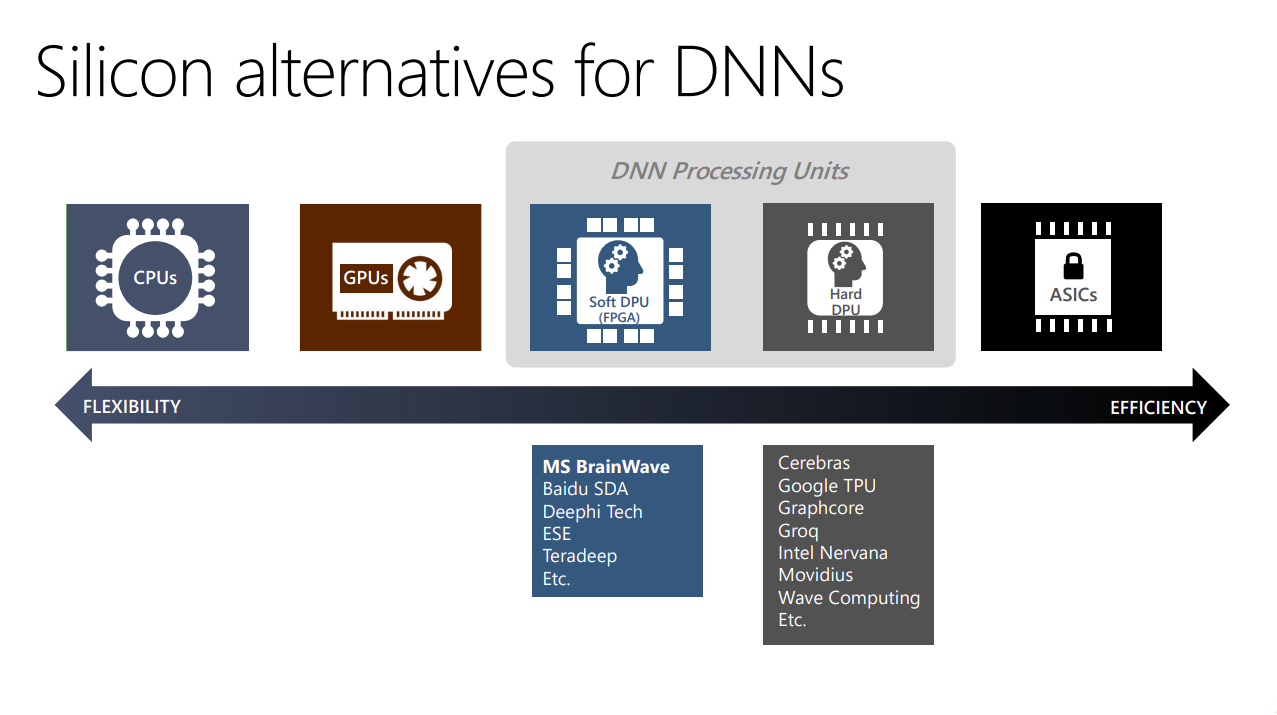 Silicon alternatives for DNNs
DNN Processing Units
CPUs
GPUs
Soft DPU
(FPGA)
Hard
DPU
ASICs
FLEXIBILITY
EFFICIENCY
MS BrainWave
Baidu SDA
Deephi Tech
ESE
Teradeep
Etc.
Cerebras
Google TPU
Graphcore
Groq
Intel Nervana
Movidius
Wave Computing
Etc.